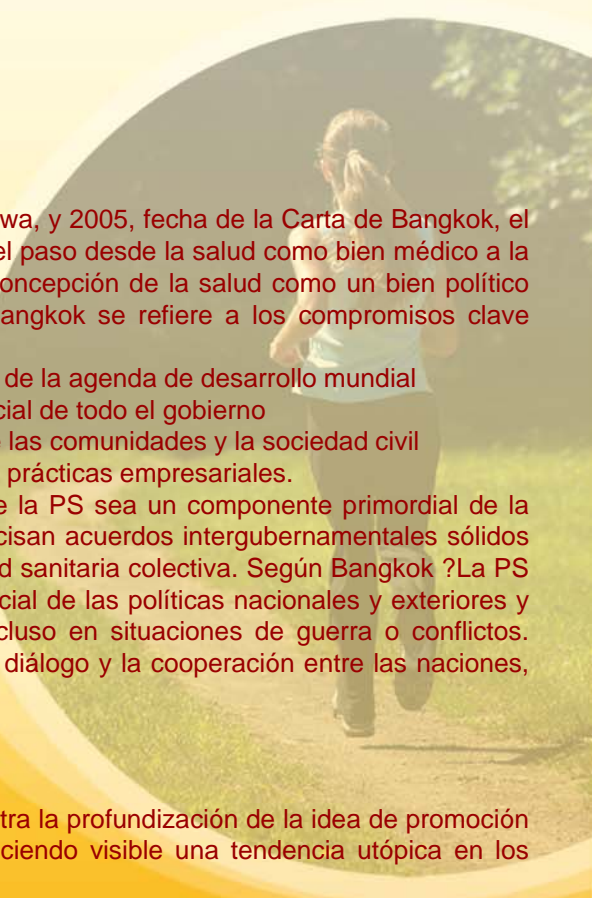 wa, y 2005, fecha de la Carta de Bangkok, el
el paso desde la salud como bien médico a la
oncepción de la salud como un bien político
angkok se refiere a los compromisos clave
de la agenda de desarrollo mundial
cial de todo el gobierno
e las comunidades y la sociedad civil
prácticas empresariales.
e la PS sea un componente primordial de la
cisan acuerdos intergubernamentales sólidos
d sanitaria colectiva. Según Bangkok ?La PS
cial de las políticas nacionales y exteriores y
cluso en situaciones de guerra o conflictos.
diálogo y la cooperación entre las naciones,
tra la profundización de la idea de promoción
ciendo visible una tendencia utópica en los